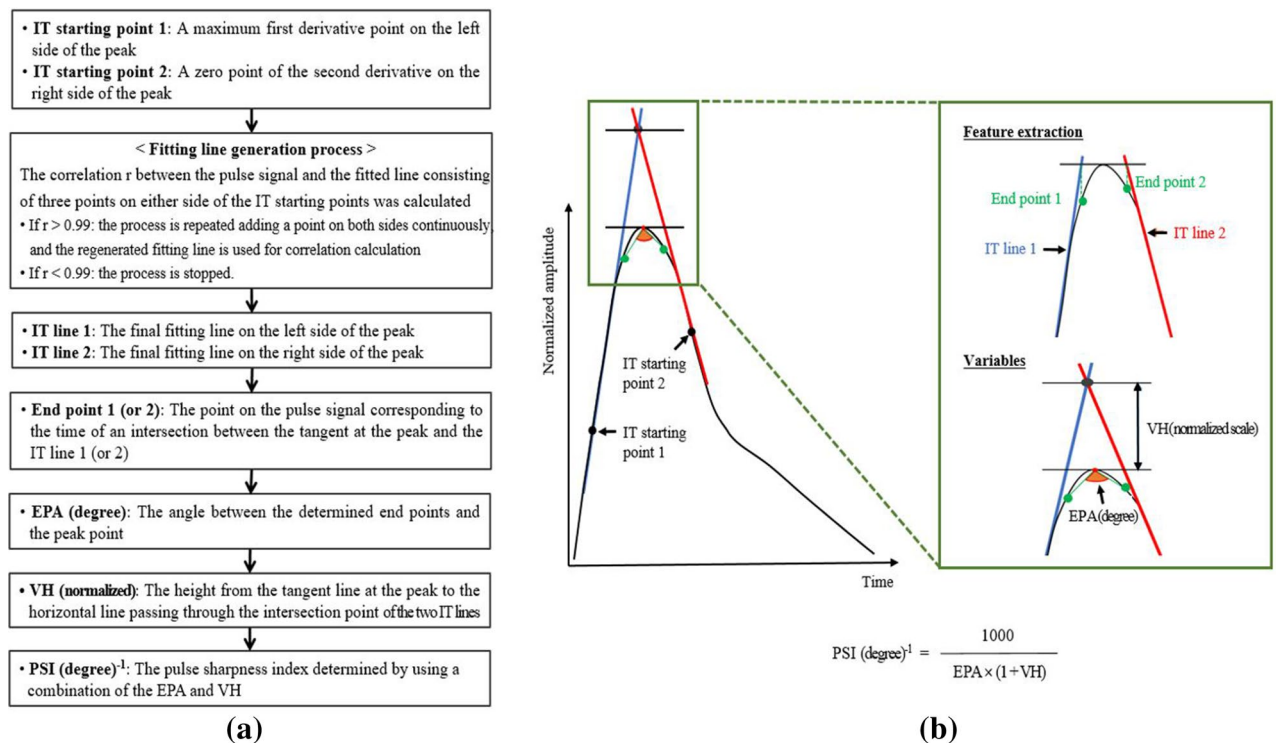 • IT starting point 1: A maximum first derivative point on the left
side of the peak
• IT starting point 2: A zero point of the second derivative on the
right side of the peak
< Fitting line generation process >
The correlation r between the pulse signal and the fitted line consisting
of three points on either side of the IT starting points was calculated
• If r > 0.99: the process is repeated adding a point on both sides continuously,
and the regenerated fitting line is used for correlation calculation
• If r < 0.99: the process is stopped.
• IT line 1: The final fitting line on the left side of the peak
• IT line 2: The final fitting line on the right side of the peak
• End point 1 (or 2): The point on the pulse signal corresponding to
the time of an intersection between the tangent at the peak and the
IT line 1 (or 2)
• EPA (degree): The angle between the determined end points and
the peak point
• VH (normalized): The height from the tangent line at the peak to the
horizontal line passing through the intersection point of the two IT lines
• PSI (degree)-1: The pulse sharpness index determined by using a
combination of the EPA and VH
(a)
Normalized amplitude
IT starting
point 2
IT starting
point 1
Time
Feature extraction
End point 1
End point 2
IT line 1
IT line 2
Variables
VH(normalized scale)
EPA(degree)
PSI (degree)-1 = 1000
EPA × (1+VH)
(b)